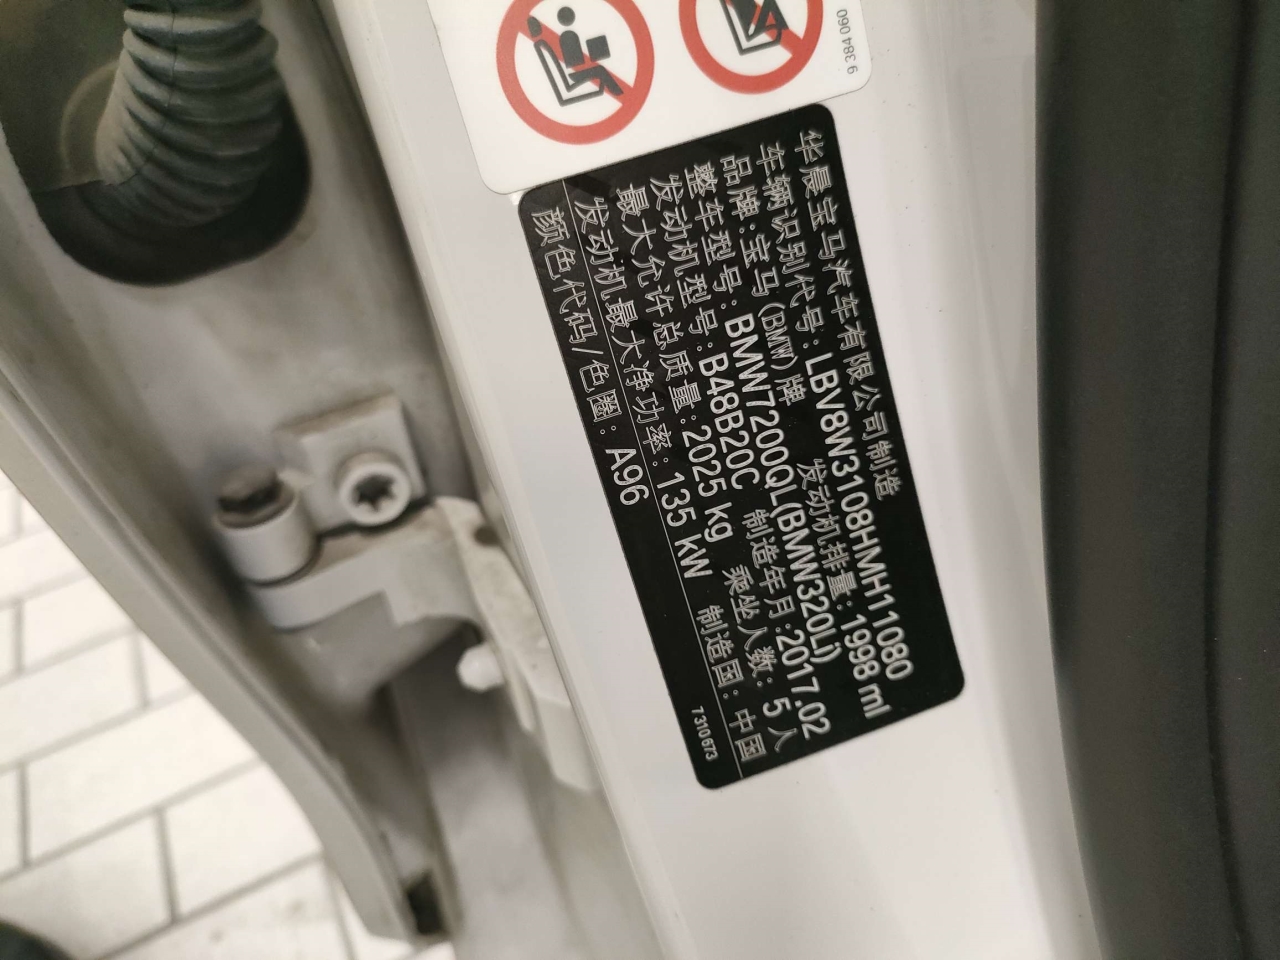 9 384 060
华晨宝马汽车有限公司制造
车辆识别代号: LBV8W3108HMH11080
品牌: 宝马 (BMW) 牌 发动机排量: 1998 ml
整车型号: BMW7200QL(BMW320Li)
发动机型号: B48B20C 制造年月: 2017.02
最大允许总质量: 2025 kg 乘坐人数: 5 人
发动机最大净功率: 135 kW 制造国: 中国
颜色代码/色圈: A96 7 310 673